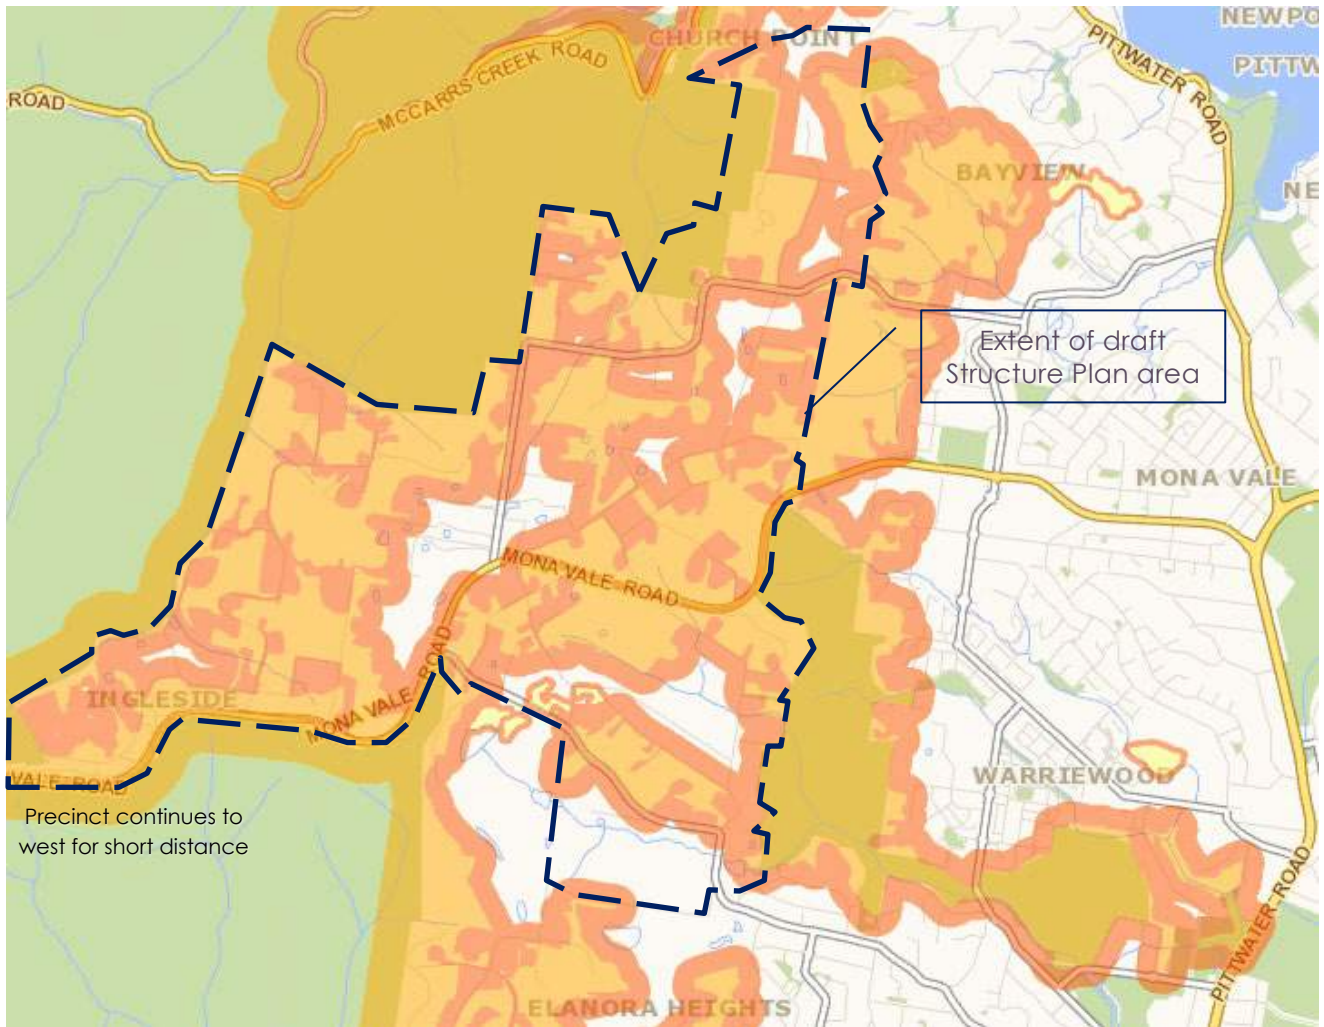 NEWPO
CHURCH POINT
PITTWATER ROAD
PITTW
MCCARRS CREEK ROAD
ROAD
BAYVIEW
NE
Extent of draft
Structure Plan area
MONA VALE
MONA VALE ROAD
MONA VALE ROAD
INGLESIDE
VALE ROAD
WARRIEWOOD
Precinct continues to
west for short distance
PITTWATER ROAD
ELANORA HEIGHTS